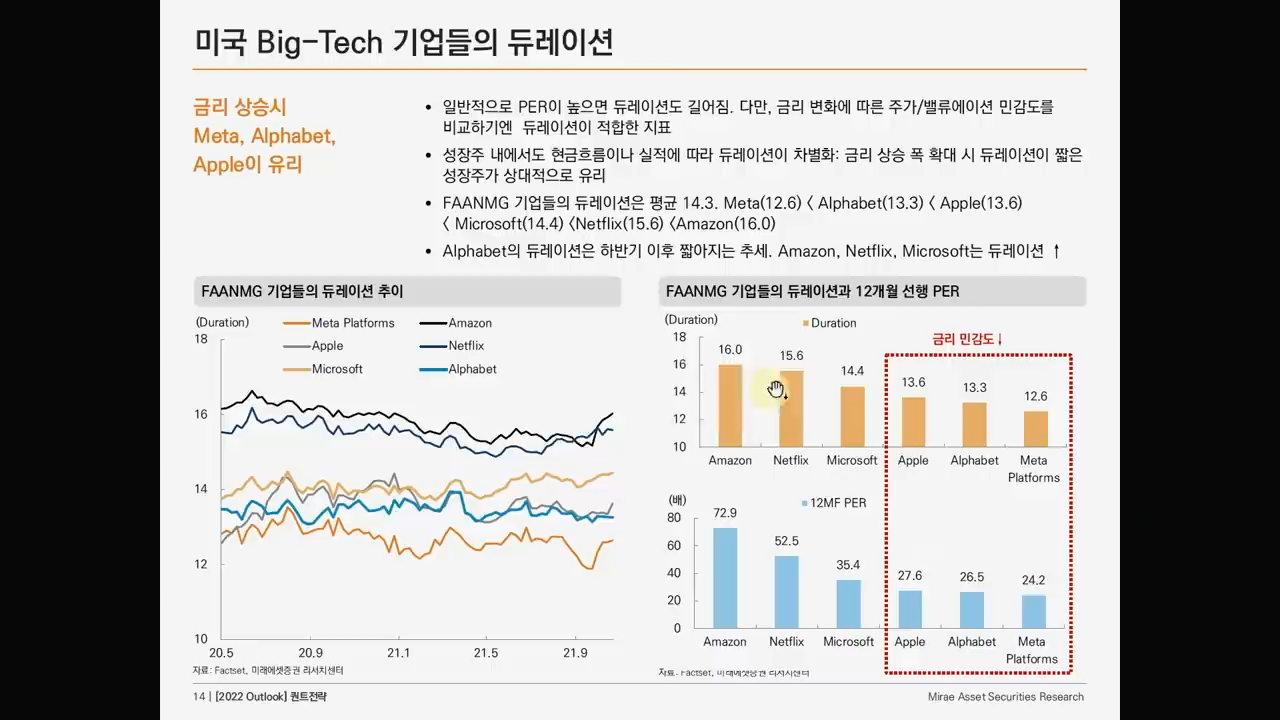 미국 Big-Tech 기업들의 듀레이션
금리 상승시
Meta, Alphabet,
Apple이 유리
• 일반적으로 PER이 높으면 듀레이션도 길어짐. 다만, 금리 변화에 따른 주가/밸류에이션 민감도를
비교하기엔 듀레이션이 적합한 지표
• 성장주 내에서도 현금흐름이나 실적에 따라 듀레이션이 차별화: 금리 상승 폭 확대 시 듀레이션이 짧은
성장주가 상대적으로 유리
• FAANMG 기업들의 듀레이션은 평균 14.3. Meta(12.6) < Alphabet(13.3) < Apple(13.6)
< Microsoft(14.4) <Netflix(15.6) <Amazon(16.0)
• Alphabet의 듀레이션은 하반기 이후 짧아지는 추세. Amazon, Netflix, Microsoft는 듀레이션 ↑
FAANMG 기업들의 듀레이션 추이
(Duration)
Meta Platforms Amazon
Apple Netflix
Microsoft Alphabet
18
16
14
12
10
20.5 20.9 21.1 21.5 21.9
자료: Factset, 미래에셋증권 리서치센터
FAANMG 기업들의 듀레이션과 12개월 선행 PER
(Duration)
Duration
금리 민감도↓
18
16
14
12
10
16.0 15.6 14.4 13.6 13.3 12.6
Amazon Netflix Microsoft Apple Alphabet Meta
Platforms
(배)
12MF PER
80
60
40
20
0
72.9 52.5 35.4 27.6 26.5 24.2
Amazon Netflix Microsoft Apple Alphabet Meta
Platforms
자료: Factset, 미래에셋증권 리서치센터
14 | [2022 Outlook] 퀀트전략
Mirae Asset Securities Research